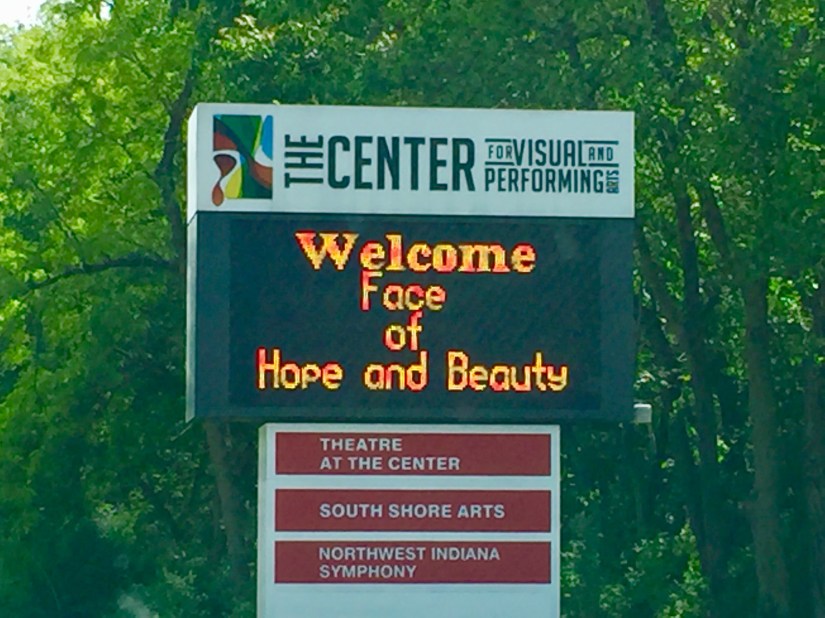 THE CENTER FOR VISUAL AND
PERFORMING ARTS
Welcome
Face
of
Hope and Beauty
THEATRE
AT THE CENTER
SOUTH SHORE ARTS
NORTHWEST INDIANA
SYMPHONY